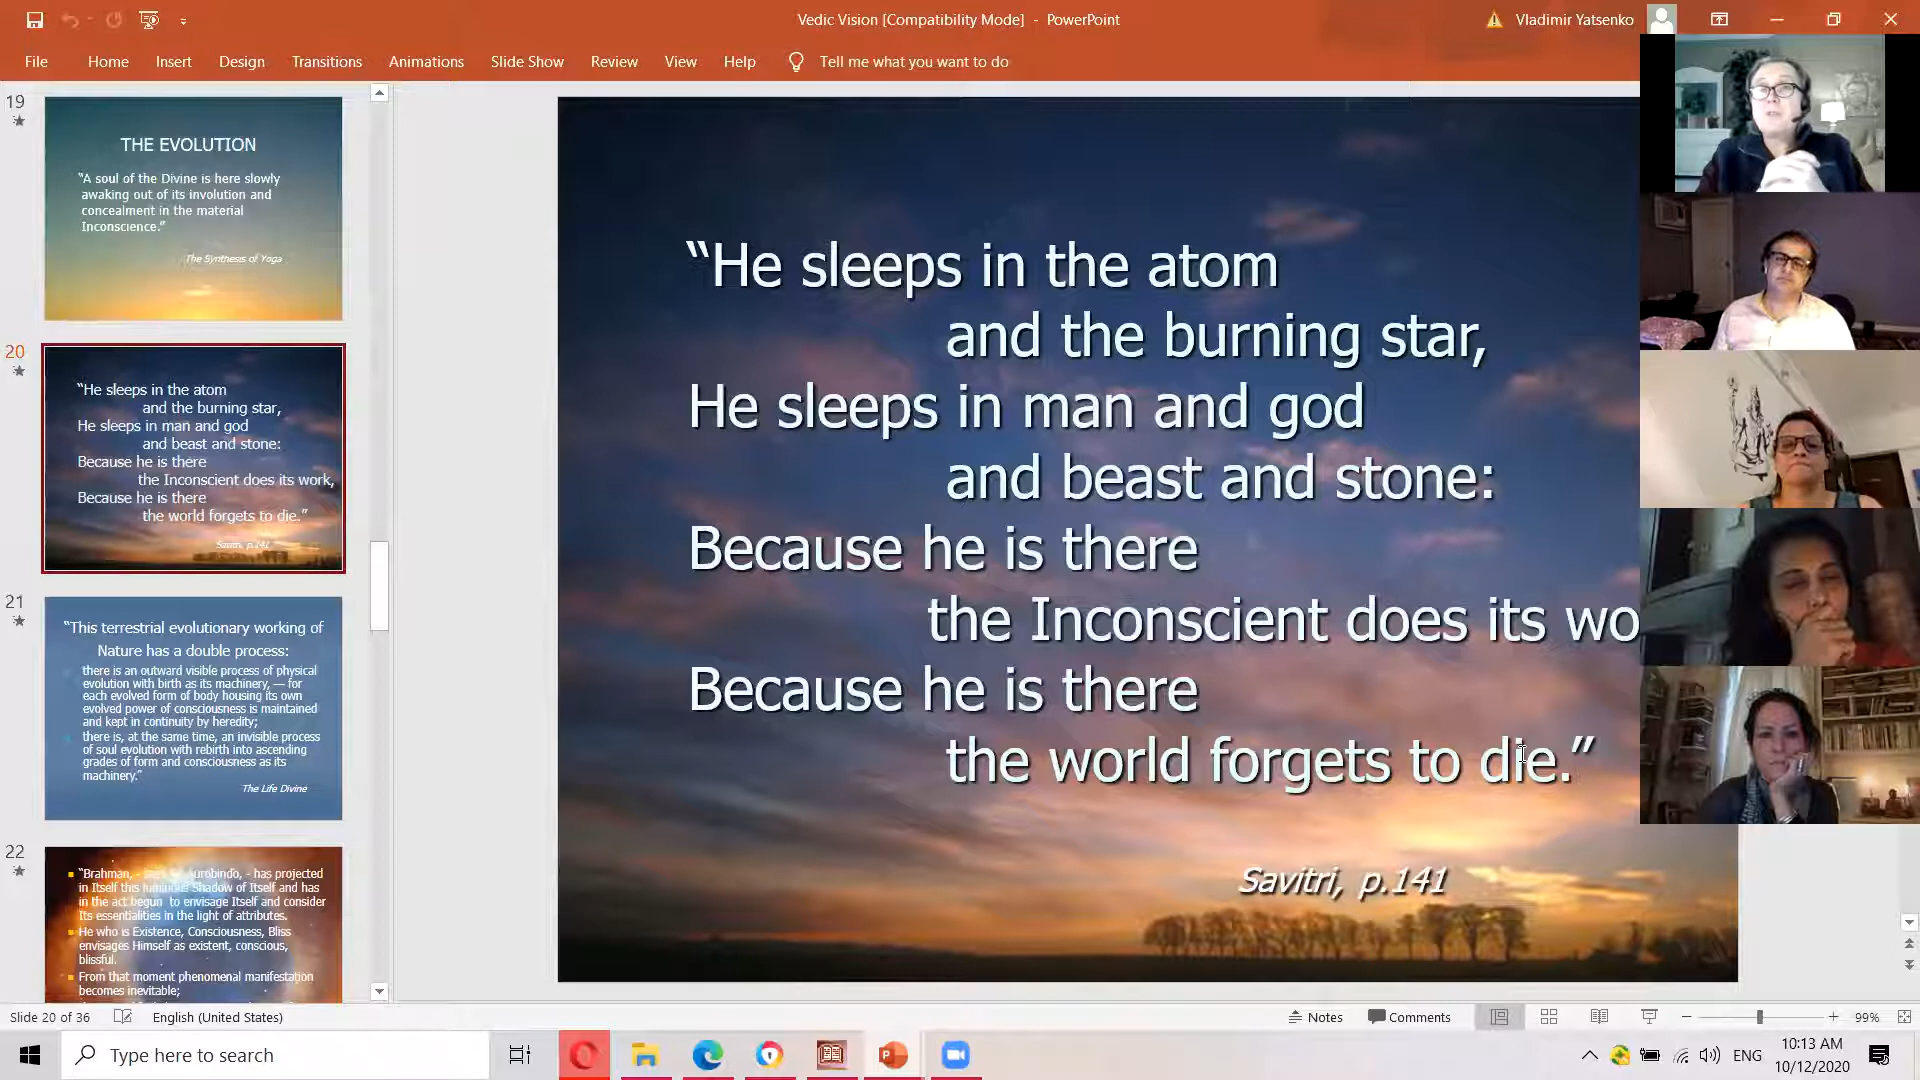 Vedic Vision [Compatibility Mode] - PowerPoint
Vladimir Yatsenko
File Home Insert Design Transitions Animations Slide Show Review View Help Tell me what you want to do
19
THE EVOLUTION
“A soul of the Divine is here slowly
awaking out of its involution and
concealment in the material
Inconscience.”
The Synthesis of Yoga
20
“He sleeps in the atom
and the burning star,
He sleeps in man and god
and beast and stone:
Because he is there
the Inconscient does its work,
Because he is there
the world forgets to die.”
Savitri, p.141
21
“This terrestrial evolutionary working of
Nature has a double process:
there is an outward visible process of physical
evolution with birth as its machinery, — for
each evolved form of body housing its own
evolved power of consciousness is maintained
and kept in continuity by heredity;
there is, at the same time, an invisible process
of soul evolution with rebirth into ascending
grades of form and consciousness as its
machinery.”
The Life Divine
22
“Brahman, - Aurobindo, - has projected
in Itself this luminous Shadow of Itself and has
in the act begun to envisage Itself and consider
Its essentialities in the light of attributes.
He who is Existence, Consciousness, Bliss
envisages Himself as existent, conscious,
blissful.
From that moment phenomenal manifestation
becomes inevitable;
“He sleeps in the atom
and the burning star,
He sleeps in man and god
and beast and stone:
Because he is there
the Inconscient does its wo
Because he is there
the world forgets to die.”
Savitri, p.141
Slide 20 of 36 English (United States) Notes Comments 99%
Type here to search
ENG
10:13 AM
10/12/2020